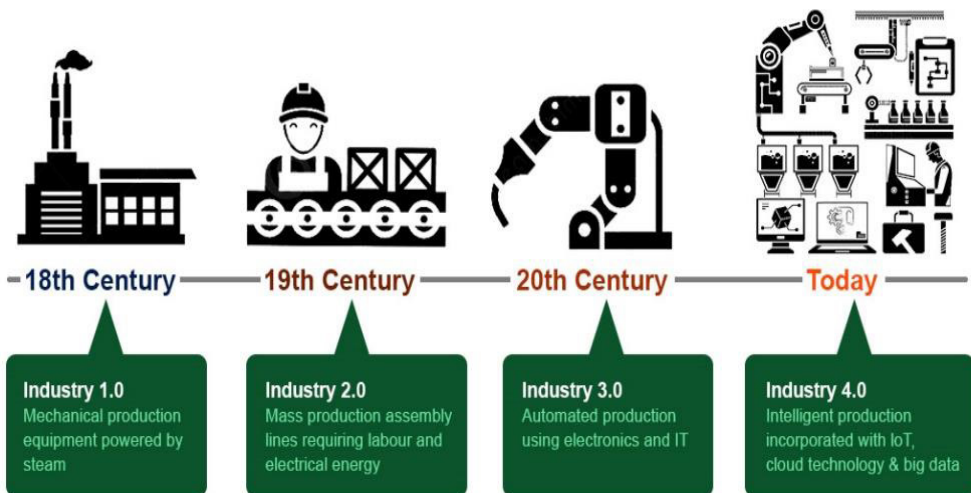 18th Century
19th Century
20th Century
Today
Industry 1.0
Mechanical production
equipment powered by
steam
Industry 2.0
Mass production assembly
lines requiring labour and
electrical energy
Industry 3.0
Automated production
using electronics and IT
Industry 4.0
Intelligent production
incorporated with IoT,
cloud technology & big data